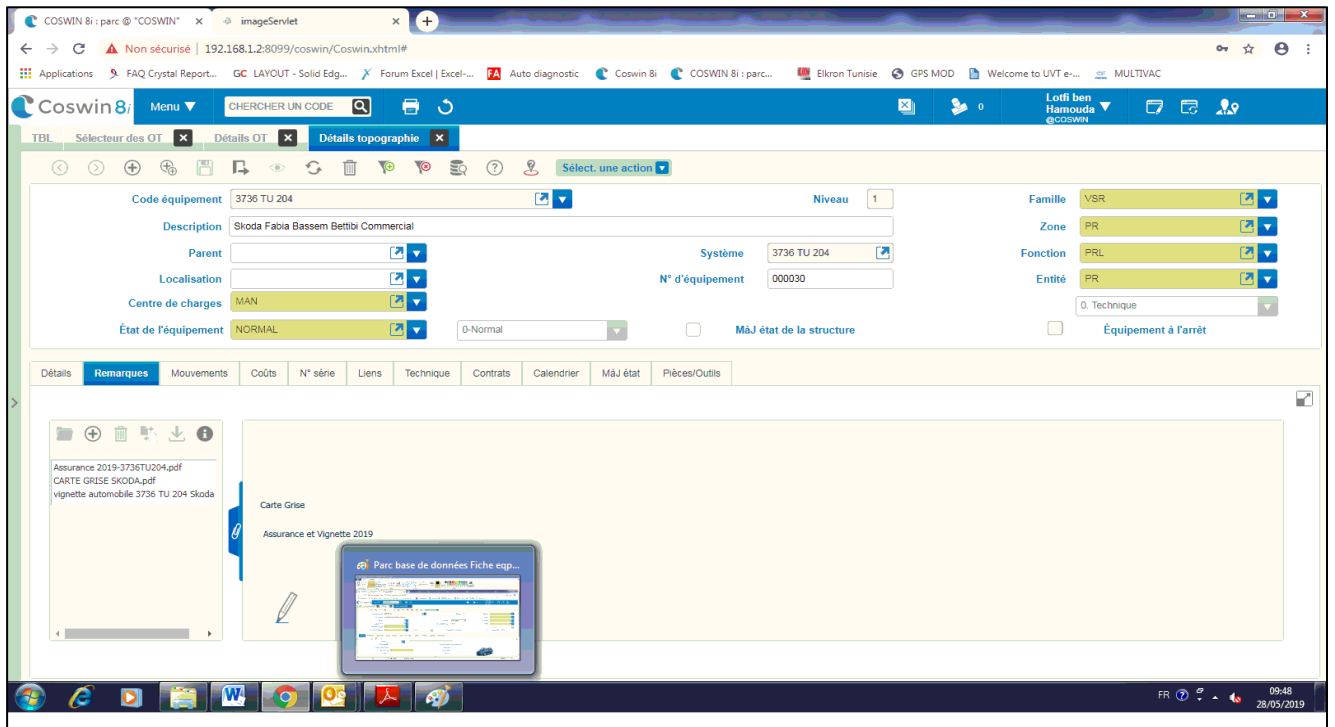 COSWIN 8i : parc @ "COSWIN"
imageServlet
Non sécurisé | 192.168.1.2:8099/coswin/Coswin.xhtml#
Applications FAQ Crystal Report... GC LAYOUT - Solid Edg... Forum Excel | Excel-... FA Auto diagnostic Coswin 8i COSWIN 8i : parc... Elkron Tunisie GPS MOD Welcome to UVT e-... MULTIVAC
Coswin 8i Menu CHERCHER UN CODE 0 Lotfi ben
Hamouda
@COSWIN
TBL Sélecteur des OT Détails OT Détails topographie
Sélect. une action
Code équipement 3736 TU 204 Niveau 1 Famille VSR
Description Skoda Fabia Bassem Bettibi Commercial Zone PR
Parent Système 3736 TU 204 Fonction PRL
Localisation N° d'équipement 000030 Entité PR
Centre de charges MAN 0. Technique
État de l'équipement NORMAL 0-Normal MàJ état de la structure Équipement à l'arrêt
Détails Remarques Mouvements Coûts N° série Liens Technique Contrats Calendrier MàJ état Pièces/Outils
Assurance 2019-3736TU204.pdf
CARTE GRISE SKODA.pdf
vignette automobile 3736 TU 204 Skoda
Carte Grise
Assurance et Vignette 2019
Parc base de données Fiche eqp...
FR 09:48
28/05/2019